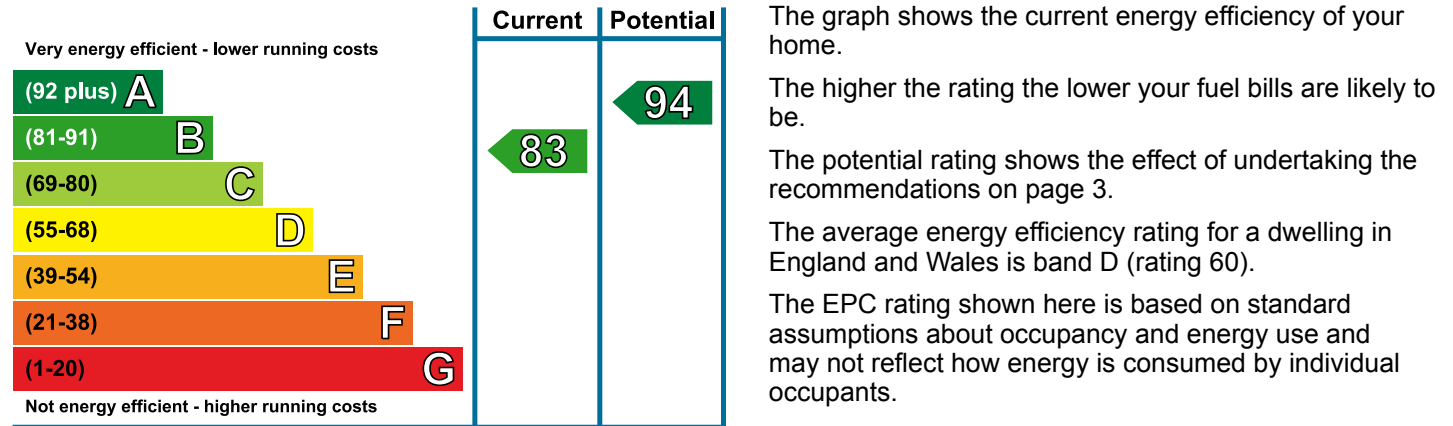 Current Potential
Very energy efficient - lower running costs
(92 plus) A
94
(81-91) B
83
(69-80) C
(55-68) D
(39-54) E
(21-38) F
(1-20) G
Not energy efficient - higher running costs
The graph shows the current energy efficiency of your
home.
The higher the rating the lower your fuel bills are likely to
be.
The potential rating shows the effect of undertaking the
recommendations on page 3.
The average energy efficiency rating for a dwelling in
England and Wales is band D (rating 60).
The EPC rating shown here is based on standard
assumptions about occupancy and energy use and
may not reflect how energy is consumed by individual
occupants.